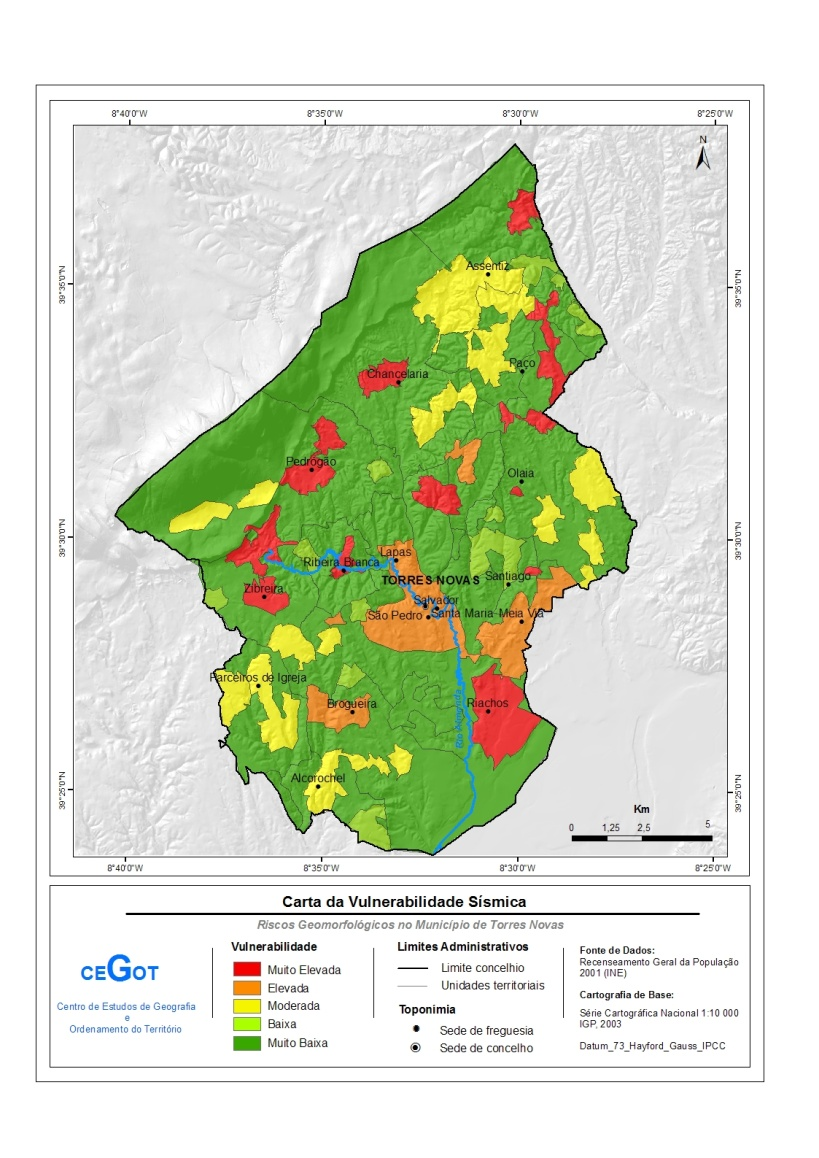 8°40'0"W
8°35'0"W
8°30'0"W
8°25'0"W
N
39°35'0"N
39°35'0"N
Assentiz
Paço
Chancelaria
Pedrogão
Olaia
39°30'0"N
39°30'0"N
Lapas
Ribeira Branca
TORRES NOVAS
Santiago
Zibreira
Salvador
São Pedro
Santa Maria-Meia Via
Parceiros de Igreja
Brogueira
Riachos
Rio Almonda
Alcorochel
39°25'0"N
39°25'0"N
Km
0 1,25 2,5 5
8°40'0"W
8°35'0"W
8°30'0"W
8°25'0"W
Carta da Vulnerabilidade Sísmica
Riscos Geomorfológicos no Município de Torres Novas
CEGOT
Centro de Estudos de Geografia
e
Ordenamento do Território
Vulnerabilidade
Muito Elevada
Elevada
Moderada
Baixa
Muito Baixa
Limites Administrativos
Limite concelhio
Unidades territoriais
Toponimia
Sede de freguesia
Sede de concelho
Fonte de Dados:
Recenseamento Geral da População
2001 (INE)
Cartografia de Base:
Série Cartográfica Nacional 1:10 000
IGP, 2003
Datum_73_Hayford_Gauss_IPCC